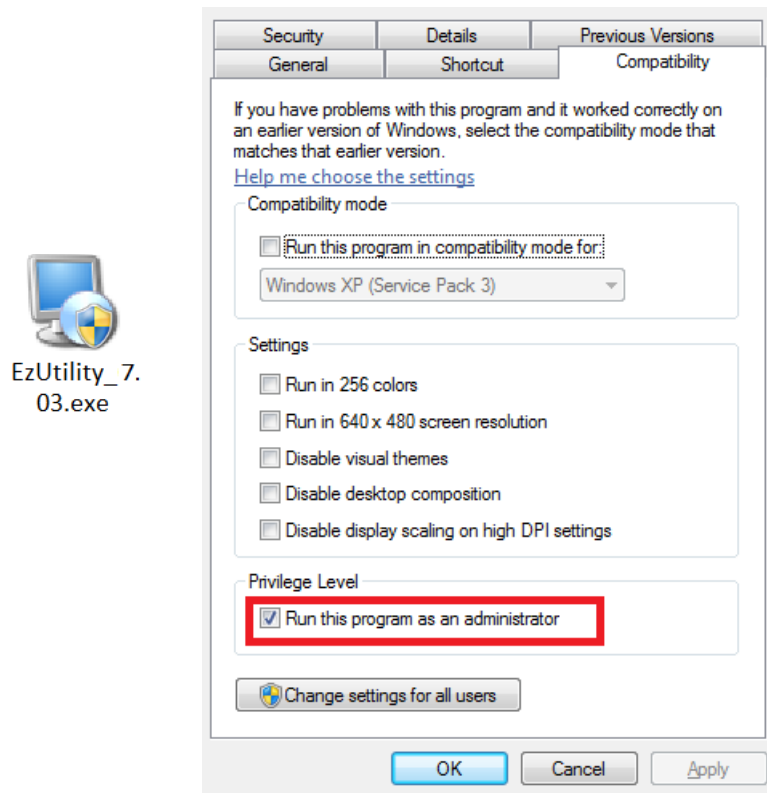 Security Details Previous Versions
General Shortcut Compatibility
If you have problems with this program and it worked correctly on
an earlier version of Windows, select the compatibility mode that
matches that earlier version.
Help me choose the settings
Compatibility mode
Run this program in compatibility mode for:
Windows XP (Service Pack 3)
Settings
Run in 256 colors
Run in 640 x 480 screen resolution
Disable visual themes
Disable desktop composition
Disable display scaling on high DPI settings
Privilege Level
Run this program as an administrator
Change settings for all users
OK Cancel Apply
EzUtility_ 7.
03.exe